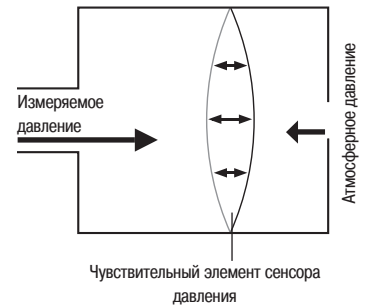 Измеряемое
давление
Атмосферное давление
Чувствительный элемент сенсора
давления